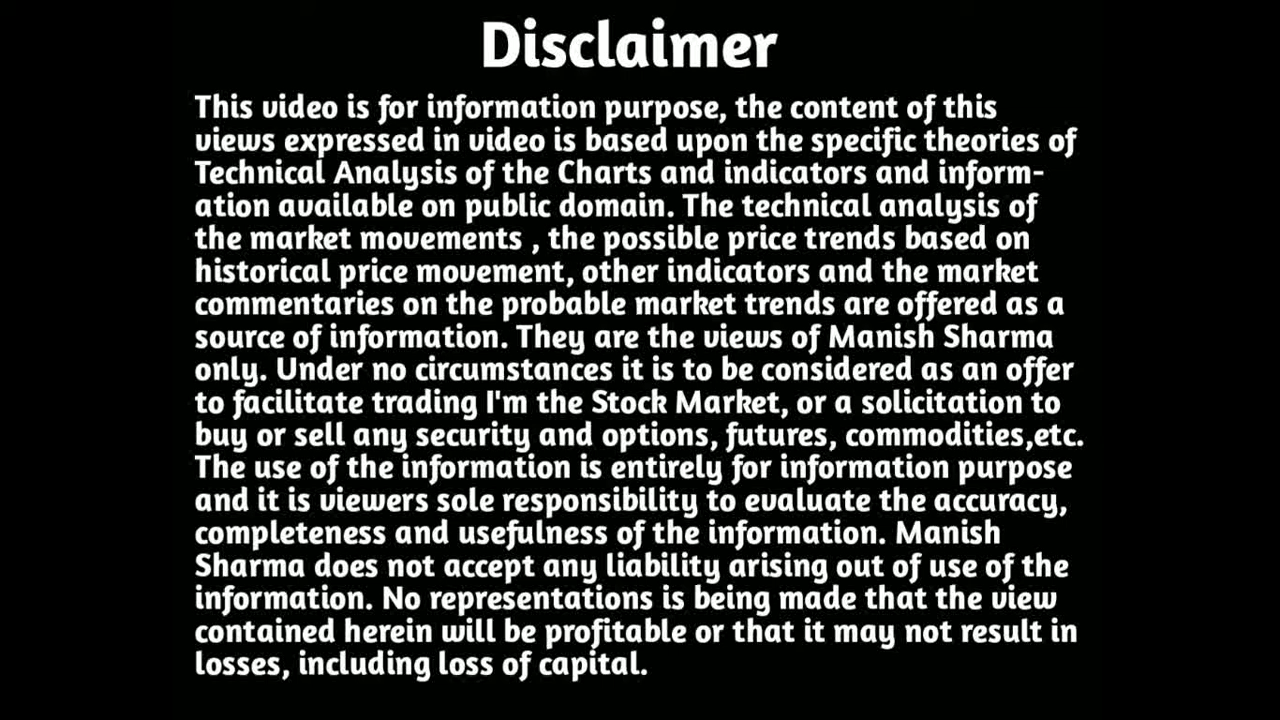 Disclaimer
This video is for information purpose, the content of this
views expressed in video is based upon the specific theories of
Technical Analysis of the Charts and indicators and inform-
ation available on public domain. The technical analysis of
the market movements , the possible price trends based on
historical price movement, other indicators and the market
commentaries on the probable market trends are offered as a
source of information. They are the views of Manish Sharma
only. Under no circumstances it is to be considered as an offer
to facilitate trading I'm the Stock Market, or a solicitation to
buy or sell any security and options, futures, commodities,etc.
The use of the information is entirely for information purpose
and it is viewers sole responsibility to evaluate the accuracy,
completeness and usefulness of the information. Manish
Sharma does not accept any liability arising out of use of the
information. No representations is being made that the view
contained herein will be profitable or that it may not result in
losses, including loss of capital.